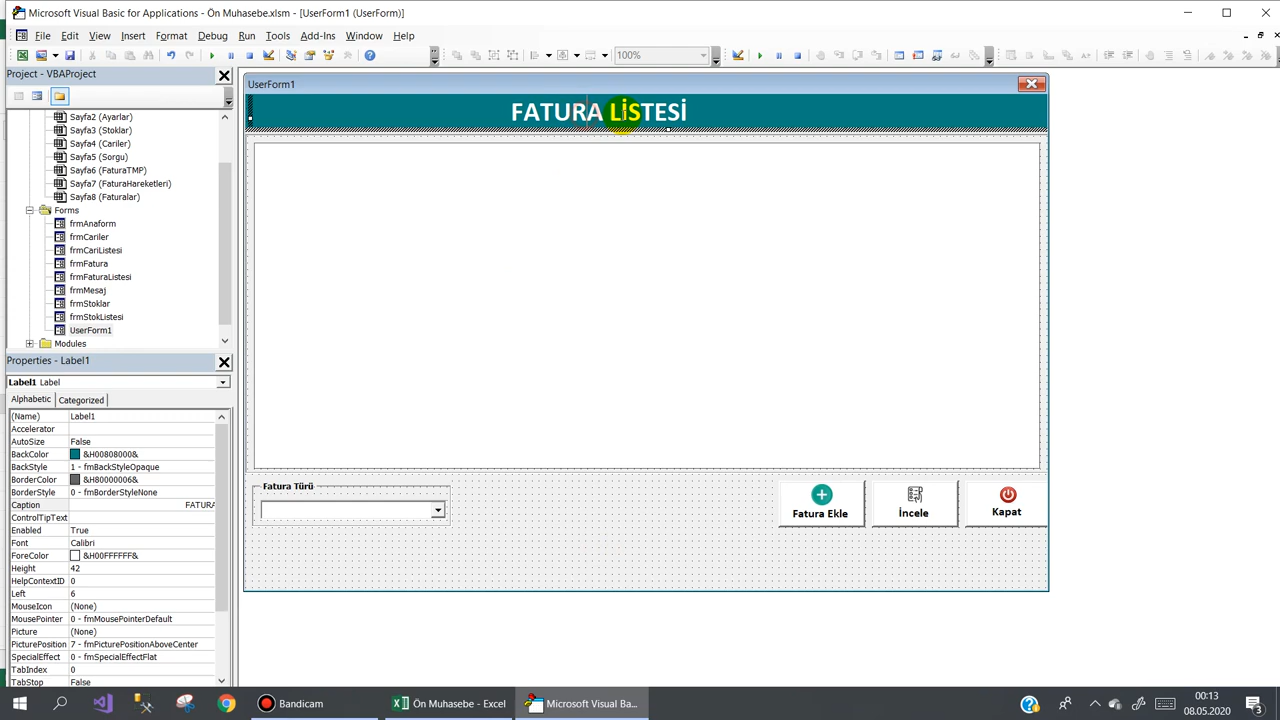 Microsoft Visual Basic for Applications - Ön Muhasebe.xlsm - [UserForm1 (UserForm)]
File Edit View Insert Format Debug Run Tools Add-Ins Window Help
100%
Project - VBAProject
Sayfa2 (Ayarlar)
Sayfa3 (Stoklar)
Sayfa4 (Cariler)
Sayfa5 (Sorgu)
Sayfa6 (FaturaTMP)
Sayfa7 (FaturaHareketleri)
Sayfa8 (Faturalar)
Forms
frmAnaform
frmCariler
frmCariListesi
frmFatura
frmFaturaListesi
frmMesaj
frmStoklar
frmStokListesi
UserForm1
Modules
Properties - Label1
Label1 Label
Alphabetic Categorized
(Name) Label1
Accelerator
AutoSize False
BackColor &H00808000&
BackStyle 1 - fmBackStyleOpaque
BorderColor &H80000006&
BorderStyle 0 - fmBorderStyleNone
Caption FATURA
ControlTipText
Enabled True
Font Calibri
ForeColor &H00FFFFFF&
Height 42
HelpContextID 0
Left 6
MouseIcon (None)
MousePointer 0 - fmMousePointerDefault
Picture (None)
PicturePosition 7 - fmPicturePositionAboveCenter
SpecialEffect 0 - fmSpecialEffectFlat
TabIndex 0
TabStop False
UserForm1
FATURA LİSTESİ
Fatura Türü
Fatura Ekle
İncele
Kapat
Bandicam
Ön Muhasebe - Excel
Microsoft Visual Ba...
00:13
08.05.2020
3